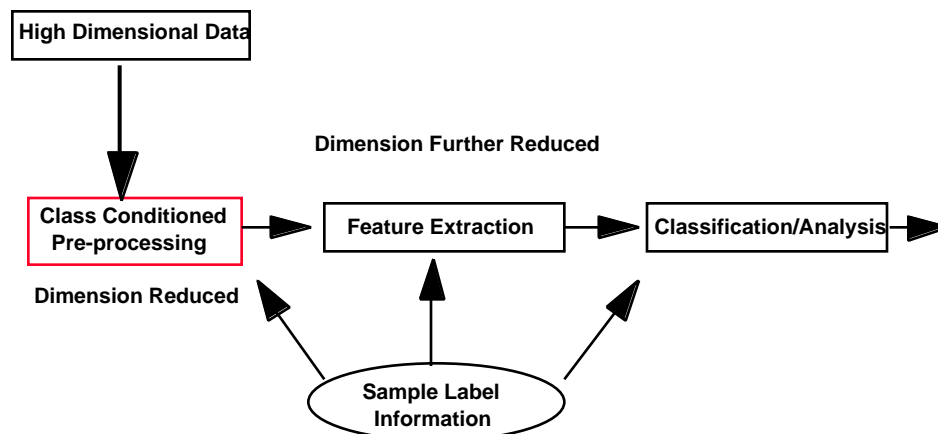 High Dimensional Data
Dimension Further Reduced
Class Conditioned
Pre-processing
Feature Extraction
Classification/Analysis
Dimension Reduced
Sample Label
Information